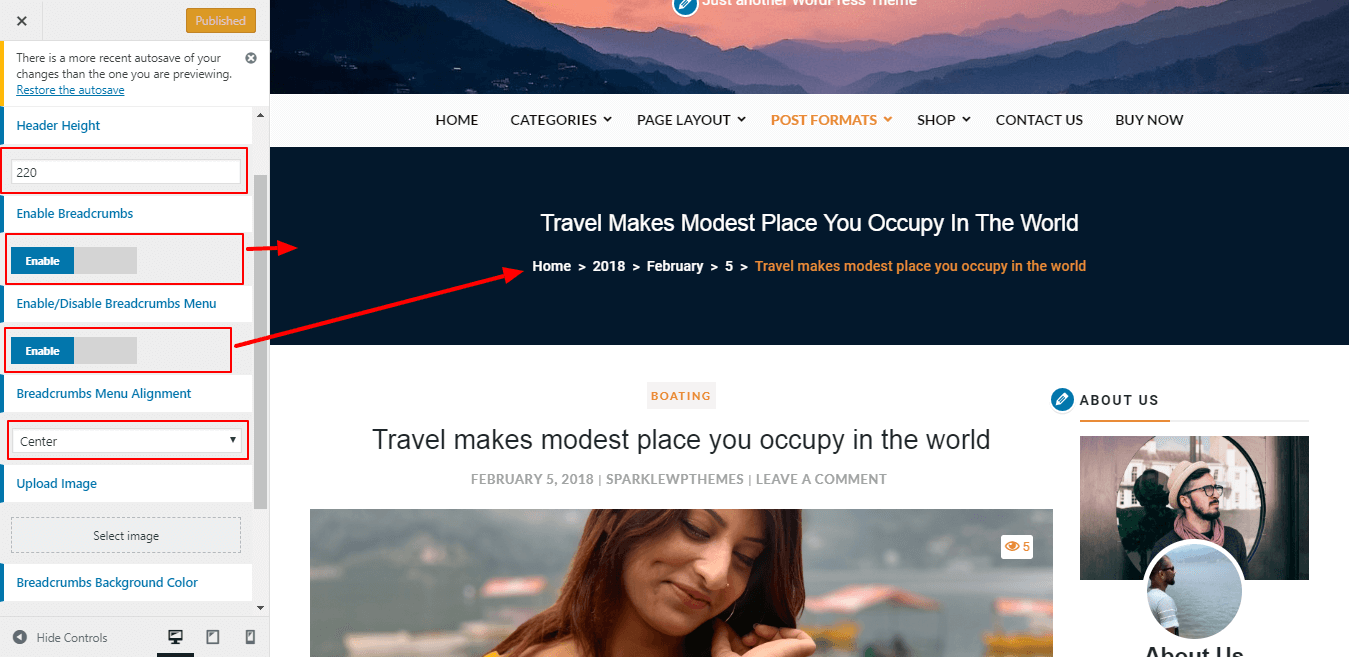 Published
There is a more recent autosave of your
changes than the one you are previewing.
Restore the autosave
Header Height
220
Enable Breadcrumbs
Enable
Enable/Disable Breadcrumbs Menu
Enable
Breadcrumbs Menu Alignment
Center
Upload Image
Select image
Breadcrumbs Background Color
Hide Controls
Just another WordPress Theme
HOME CATEGORIES PAGE LAYOUT POST FORMATS SHOP CONTACT US BUY NOW
Travel Makes Modest Place You Occupy In The World
Home > 2018 > February > 5 > Travel makes modest place you occupy in the world
BOATING
Travel makes modest place you occupy in the world
FEBRUARY 5, 2018 | SPARKLEWPTHEMES | LEAVE A COMMENT
5
ABOUT US
About Us